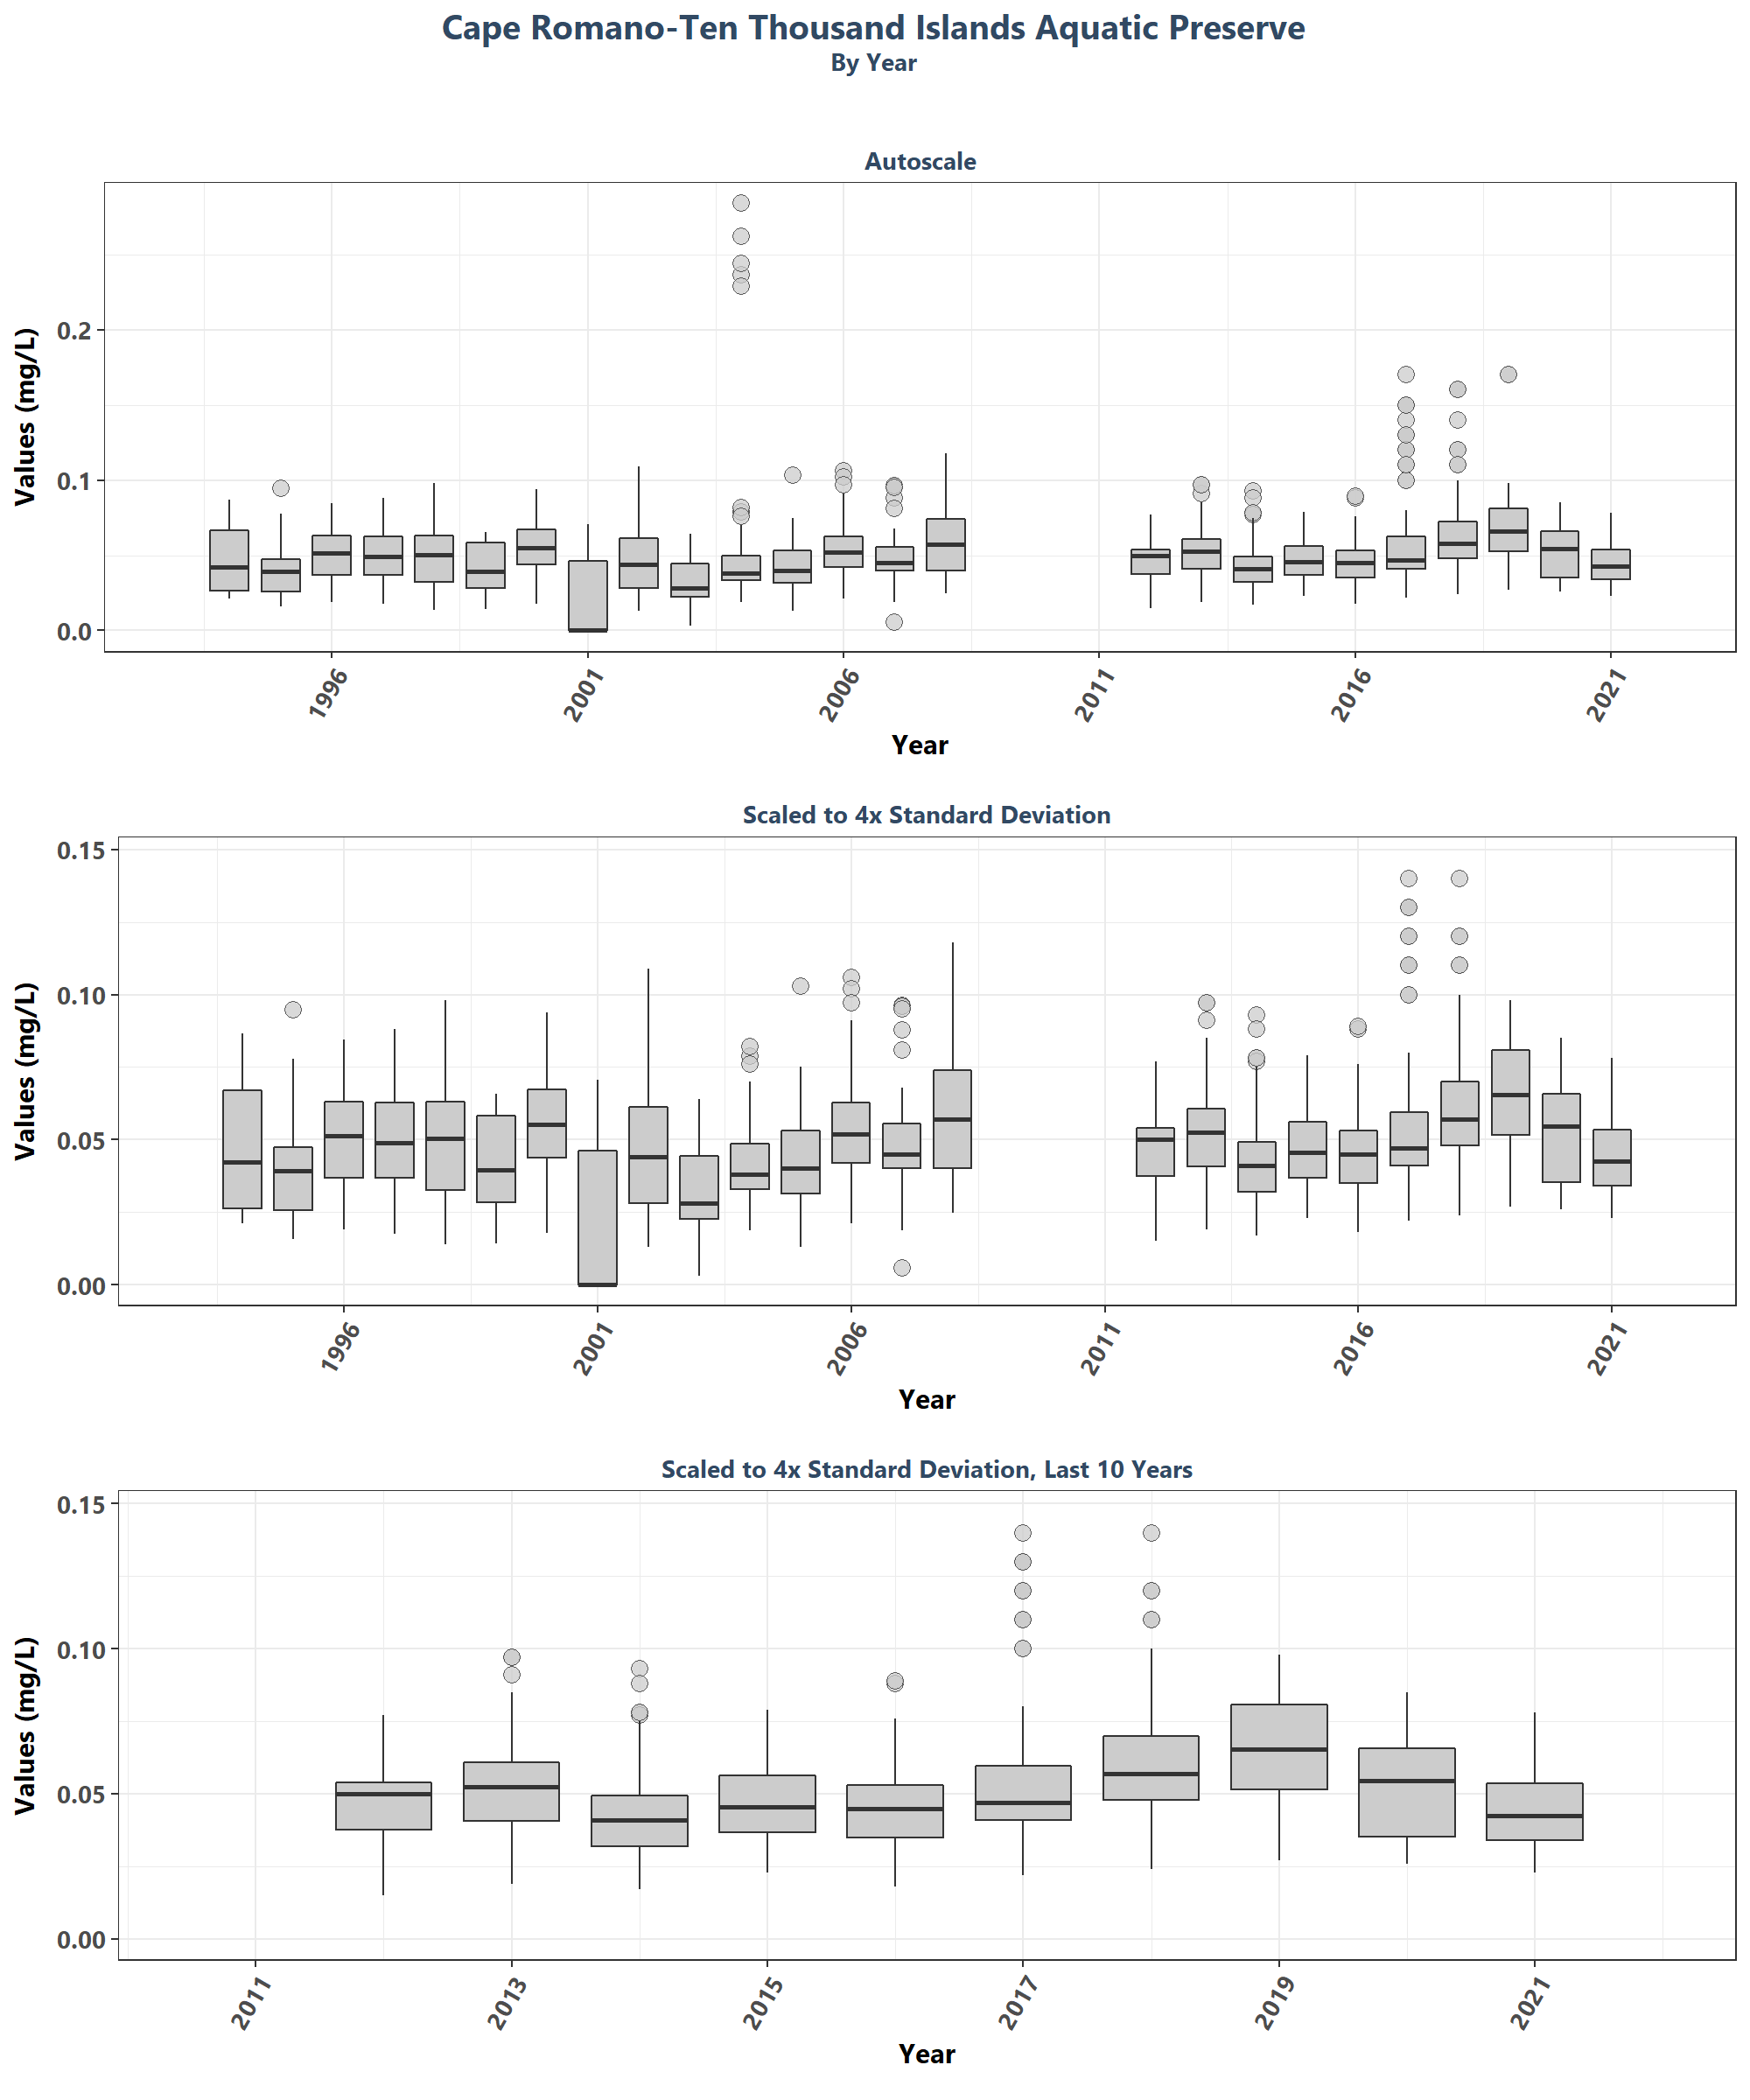 Cape Romano-Ten Thousand Islands Aquatic Preserve
By Year
Autoscale
Values (mg/L)
0.2
0.1
0.0
1996 2001 2006 2011 2016 2021
Year
Scaled to 4x Standard Deviation
Values (mg/L)
0.15
0.10
0.05
0.00
1996 2001 2006 2011 2016 2021
Year
Scaled to 4x Standard Deviation, Last 10 Years
Values (mg/L)
0.15
0.10
0.05
0.00
2011 2013 2015 2017 2019 2021
Year